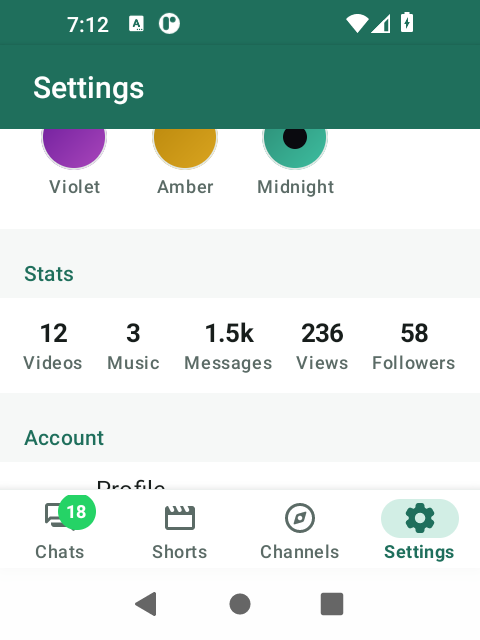 7:12
Settings
Violet Amber Midnight
Stats
12 3 1.5k 236 58
Videos Music Messages Views Followers
Account
Profile
18
Chats Shorts Channels Settings